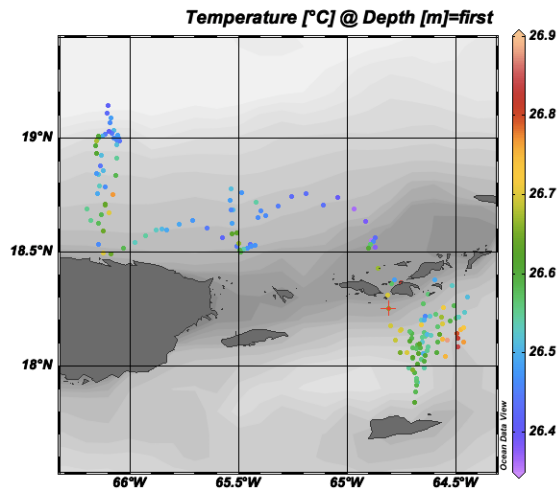 Temperature [°C] @ Depth [m]=first
26.9
26.8
19°N
26.7
18.5°N
26.6
26.5
18°N
26.4
Ocean Data View
66°W
65.5°W
65°W
64.5°W